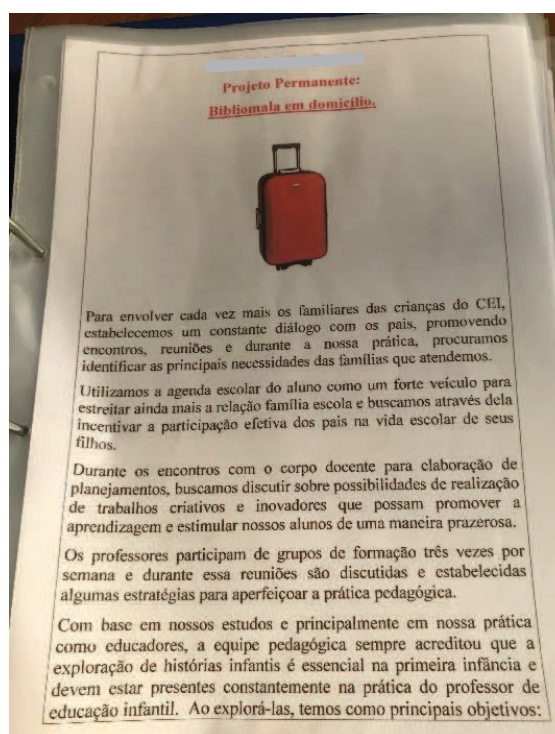 Projeto Permanente:
Bibliomala em domicílio.
Para envolver cada vez mais os familiares das crianças do CEI,
estabelecemos um constante diálogo com os pais, promovendo
encontros, reuniões e durante a nossa prática, procuramos
identificar as principais necessidades das famílias que atendemos.
Utilizamos a agenda escolar do aluno como um forte veículo para
estreitar ainda mais a relação família escola e buscamos através dela
incentivar a participação efetiva dos pais na vida escolar de seus
filhos.
Durante os encontros com o corpo docente para elaboração de
planejamentos, buscamos discutir sobre possibilidades de realização
de trabalhos criativos e inovadores que possam promover a
aprendizagem e estimular nossos alunos de uma maneira prazerosa.
Os professores participam de grupos de formação três vezes por
semana e durante essa reuniões são discutidas e estabelecidas
algumas estratégias para aperfeiçoar a prática pedagógica.
Com base em nossos estudos e principalmente em nossa prática
como educadores, a equipe pedagógica sempre acreditou que a
exploração de histórias infantis é essencial na primeira infância e
devem estar presentes constantemente na prática do professor de
educação infantil. Ao explorá-las, temos como principais objetivos: